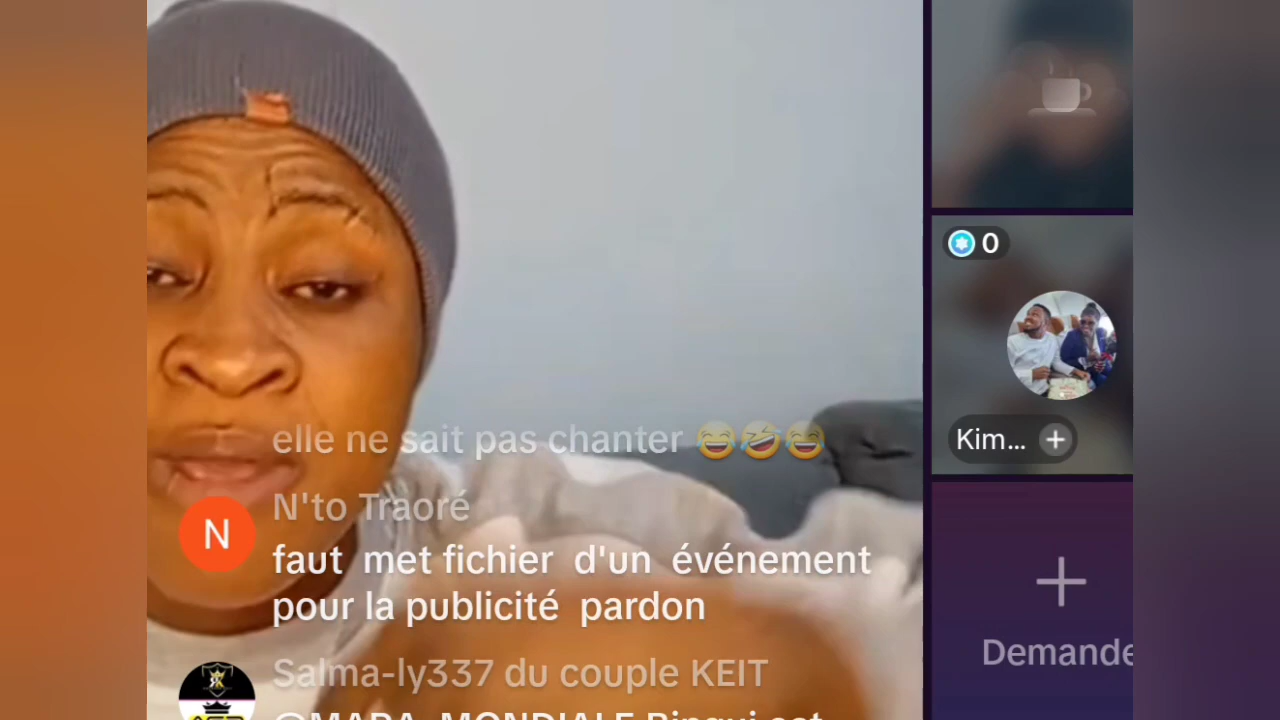 0
elle ne sait pas chanter 😂🤣😂
Kim...
N
N'to Traoré
faut met fichier d'un événement
pour la publicité pardon
Demande
Salma-ly337 du couple KEIT